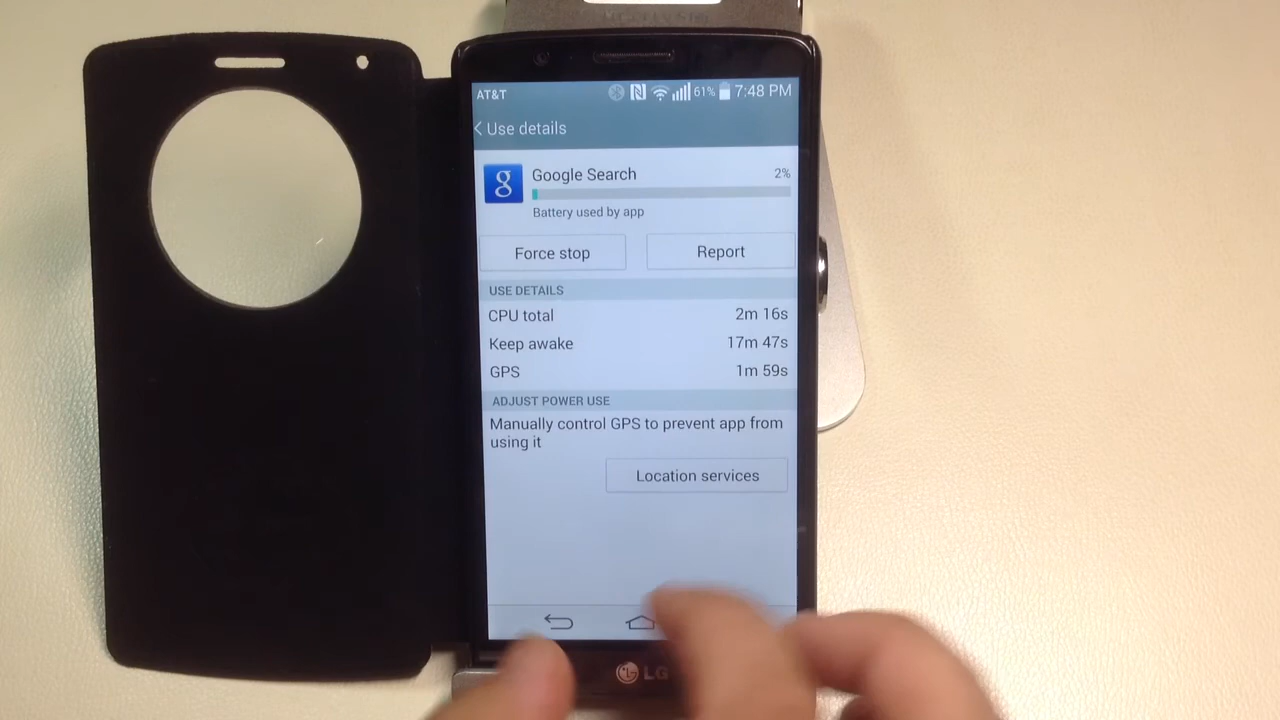 AT&T 61% 7:48 PM
Use details
g Google Search 2%
Battery used by app
Force stop Report
USE DETAILS
CPU total 2m 16s
Keep awake 17m 47s
GPS 1m 59s
ADJUST POWER USE
Manually control GPS to prevent app from
using it
Location services
LG